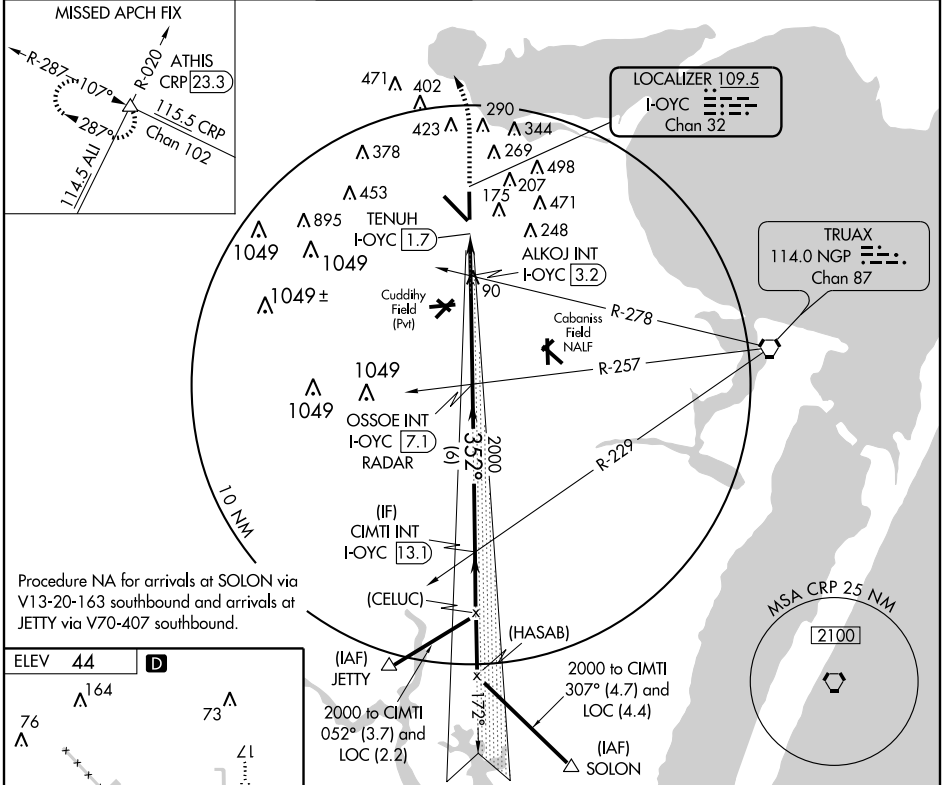 MISSED APCH FIX
R-287
107°
R-020
ATHIS
CRP 23.3
287°
115.5 CRP
Chan 102
114.5 ALI
LOCALIZER 109.5
I-OYC
Chan 32
471
402
290
423
344
269
378
498
207
175
453
471
895
248
1049
1049
1049 ±
1049
1049
TENUH
I-OYC 1.7
ALKOJ INT
I-OYC 3.2
90
TRUAX
114.0 NGP
Chan 87
Cuddihy
Field
(Pvt)
Cabaniss
Field
NALF
R-278
R-257
R-229
OSSOE INT
I-OYC 7.1
RADAR
2000
352°
(6)
10 NM
(IF)
CIMTI INT
I-OYC 13.1
Procedure NA for arrivals at SOLON via
V13-20-163 southbound and arrivals at
JETTY via V70-407 southbound.
(CELUC)
(HASAB)
(IAF)
JETTY
2000 to CIMTI
052° (3.7) and
LOC (2.2)
172°
2000 to CIMTI
307° (4.7) and
LOC (4.4)
(IAF)
SOLON
MSA CRP 25 NM
2100
ELEV 44
D
164
76
73
17